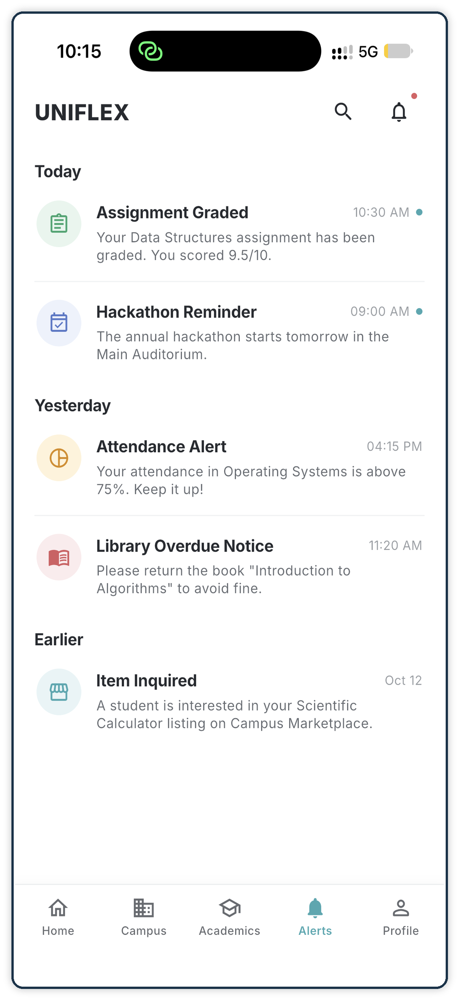 10:15
5G
UNIFLEX
Today
Assignment Graded
10:30 AM
Your Data Structures assignment has been
graded. You scored 9.5/10.
Hackathon Reminder
09:00 AM
The annual hackathon starts tomorrow in the
Main Auditorium.
Yesterday
Attendance Alert
04:15 PM
Your attendance in Operating Systems is above
75%. Keep it up!
Library Overdue Notice
11:20 AM
Please return the book "Introduction to
Algorithms" to avoid fine.
Earlier
Item Inquired
Oct 12
A student is interested in your Scientific
Calculator listing on Campus Marketplace.
Home
Campus
Academics
Alerts
Profile